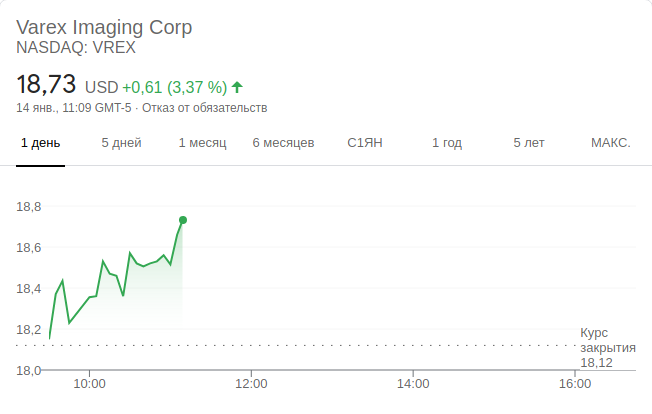 Varex Imaging Corp
NASDAQ: VREX
18,73 USD +0,61 (3,37 %)
14 янв., 11:09 GMT-5 · Отказ от обязательств
1 день 5 дней 1 месяц 6 месяцев С1ЯН 1 год 5 лет МАКС.
18,8
18,6
18,4
18,2
Курс
закрытия
18,12
18,0
10:00 12:00 14:00 16:00